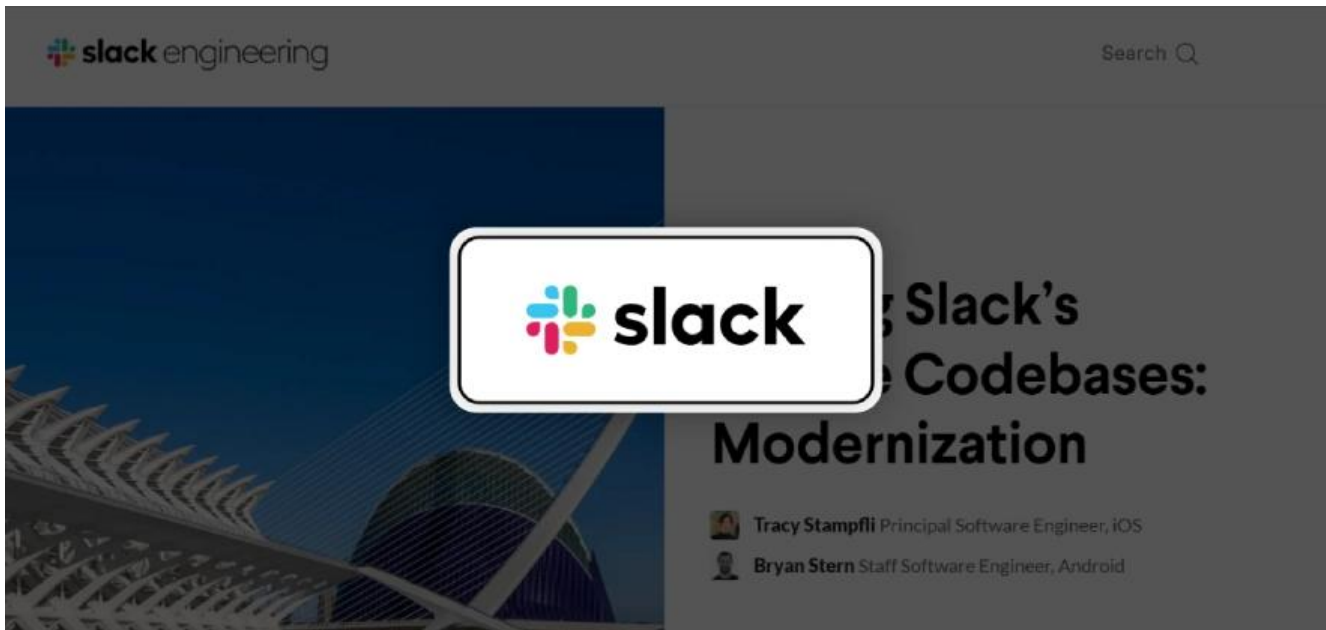 slack engineering
Search
slack
Slack's
Codebases:
Modernization
Tracy Stampfli Principal Software Engineer, iOS
Bryan Stern Staff Software Engineer, Android